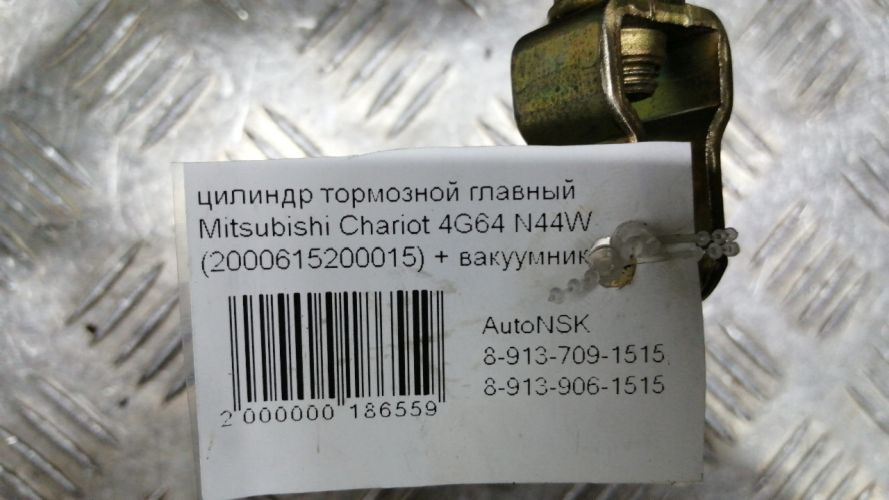 цилиндр тормозной главный
Mitsubishi Chariot 4G64 N44W
(2000615200015) + вакуумник
AutoNSK
8-913-709-1515
8-913-906-1515
2 000000 186559